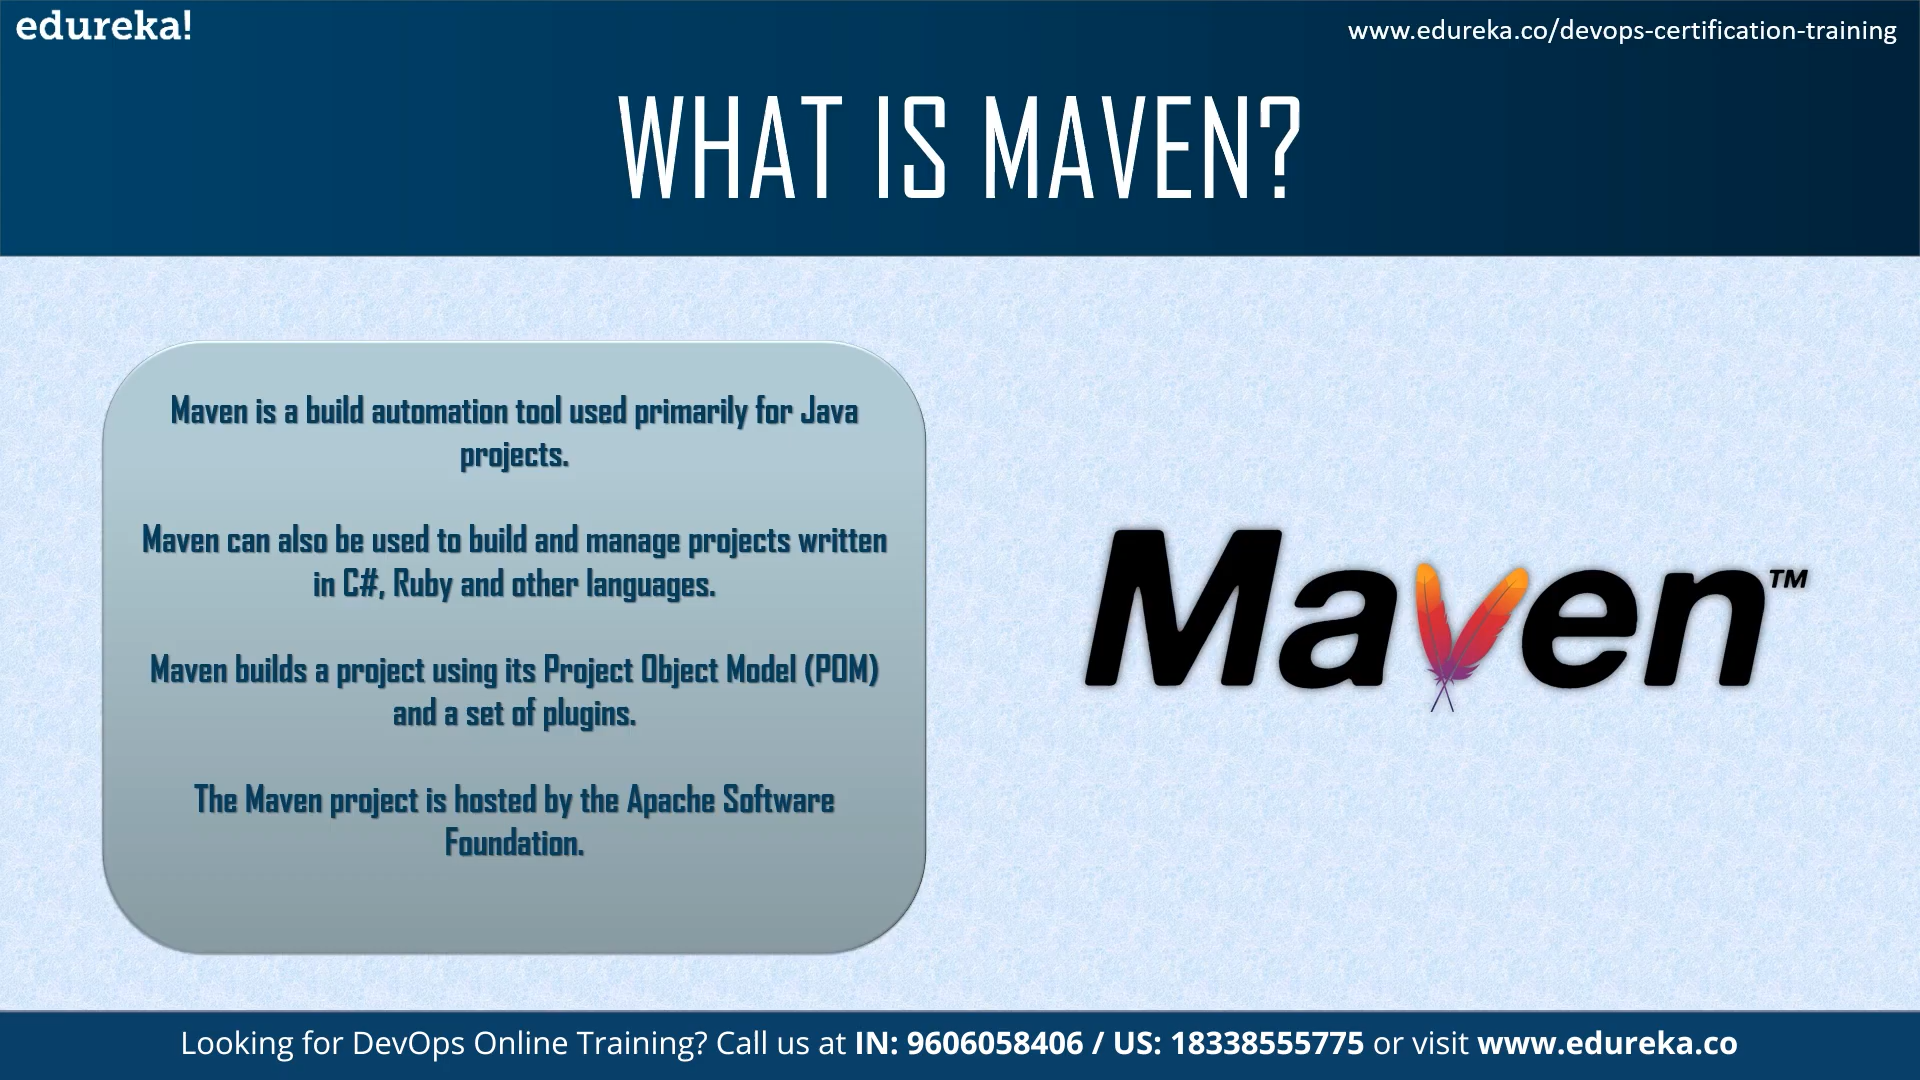 edureka!
www.edureka.co/devops-certification-training
WHAT IS MAVEN?
Maven is a build automation tool used primarily for Java
projects.
Maven can also be used to build and manage projects written
in C#, Ruby and other languages.
Maven builds a project using its Project Object Model (POM)
and a set of plugins.
The Maven project is hosted by the Apache Software
Foundation.
Maven™
Looking for DevOps Online Training? Call us at IN: 9606058406 / US: 18338555775 or visit www.edureka.co